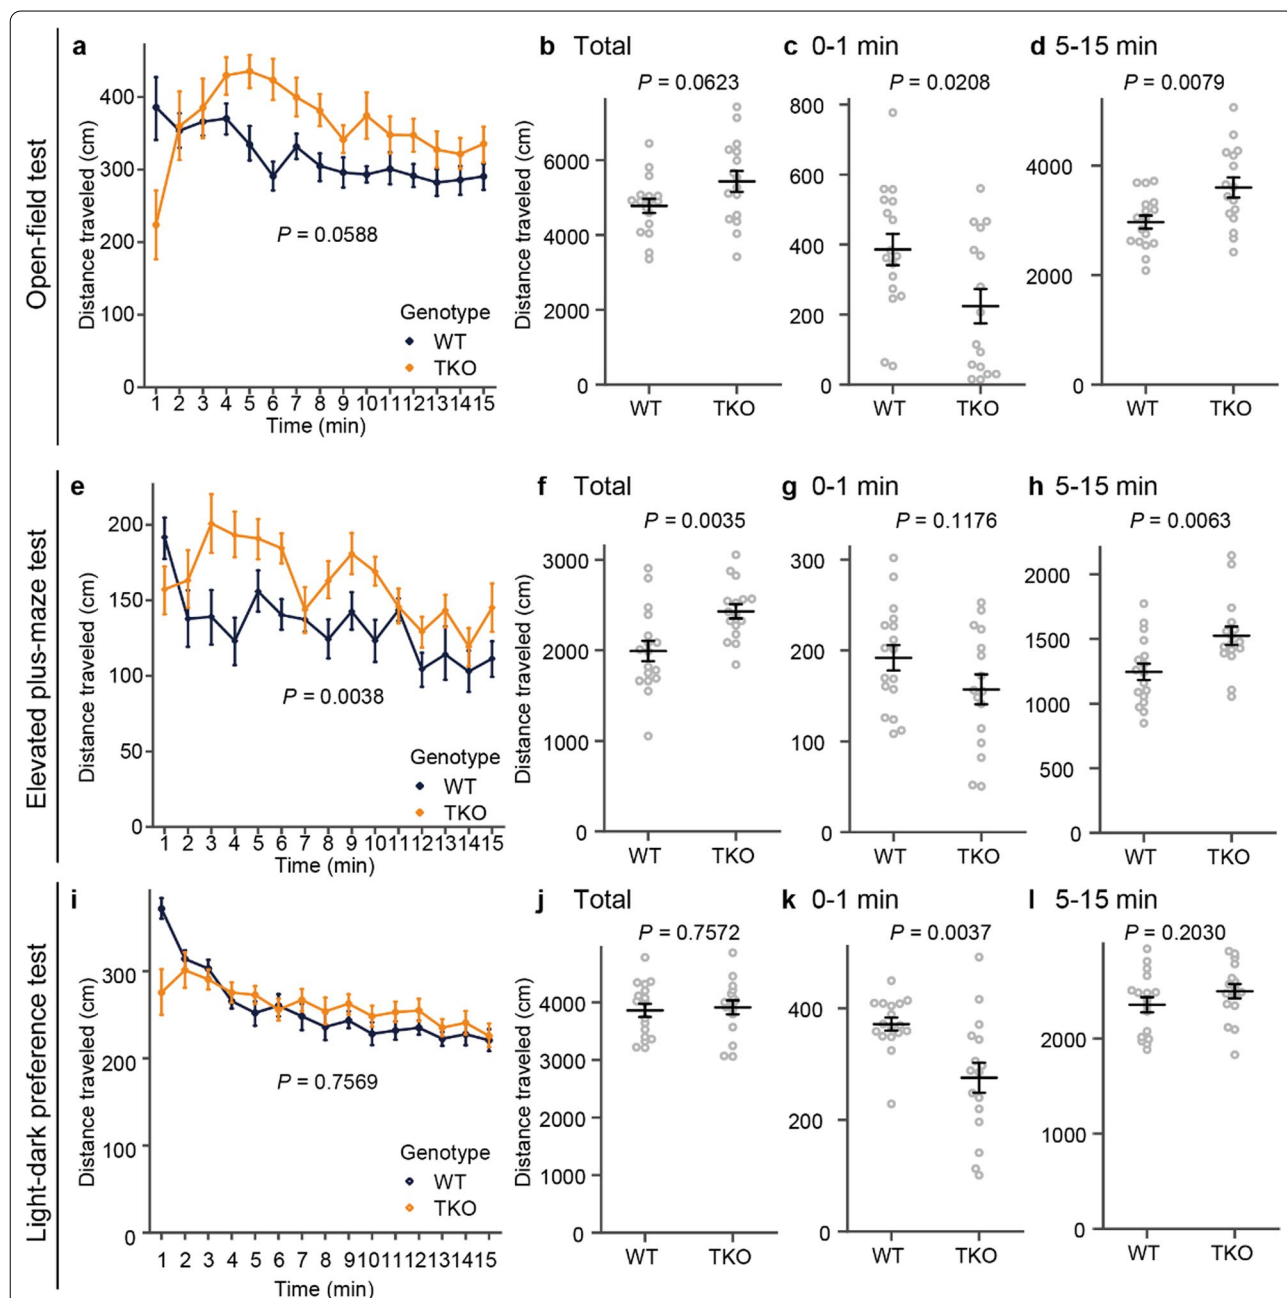 Open-field test
a
Distance traveled (cm)
400
300
200
100
0
P = 0.0588
Genotype
WT
TKO
1 2 3 4 5 6 7 8 9 10 11 12 13 14 15
Time (min)
b Total
P = 0.0623
Distance traveled (cm)
6000
4000
2000
0
WT TKO
c 0-1 min
P = 0.0208
800
600
400
200
0
WT TKO
d 5-15 min
P = 0.0079
4000
2000
0
WT TKO
Elevated plus-maze test
e
Distance traveled (cm)
200
150
100
50
0
P = 0.0038
Genotype
WT
TKO
1 2 3 4 5 6 7 8 9 10 11 12 13 14 15
Time (min)
f Total
P = 0.0035
Distance traveled (cm)
3000
2000
1000
0
WT TKO
g 0-1 min
P = 0.1176
300
200
100
0
WT TKO
h 5-15 min
P = 0.0063
2000
1500
1000
500
0
WT TKO
Light-dark preference test
i
Distance traveled (cm)
300
200
100
0
P = 0.7569
Genotype
WT
TKO
1 2 3 4 5 6 7 8 9 10 11 12 13 14 15
Time (min)
j Total
P = 0.7572
Distance traveled (cm)
4000
3000
2000
1000
0
WT TKO
k 0-1 min
P = 0.0037
400
200
0
WT TKO
l 5-15 min
P = 0.2030
2000
1000
0
WT TKO